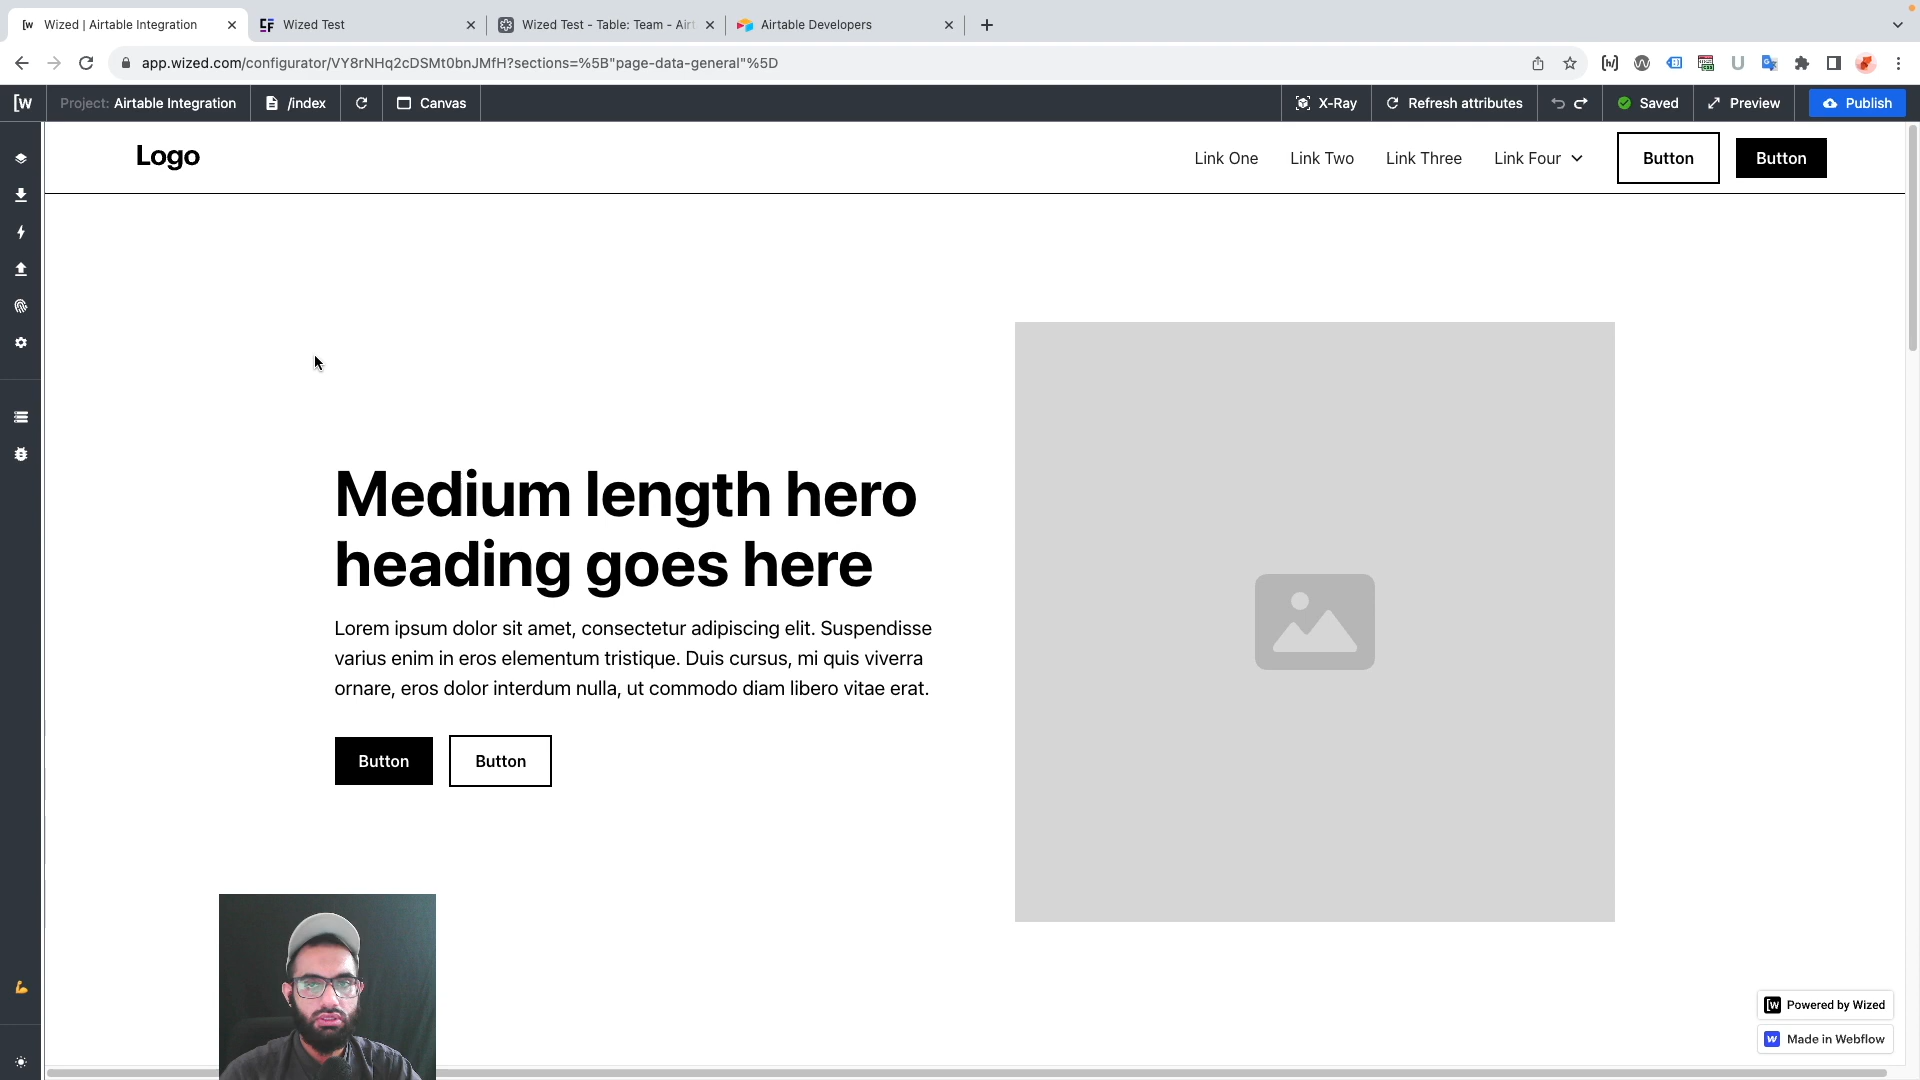 Wized | Airtable Integration
Wized Test
Wized Test - Table: Team - Airt
Airtable Developers
app.wized.com/configurator/VY8rNHq2cDSMt0bnJMfH?sections=%5B"page-data-general"%5D
[w Project: Airtable Integration /index Canvas X-Ray Refresh attributes Saved Preview Publish
Logo Link One Link Two Link Three Link Four Button Button
Medium length hero
heading goes here
Lorem ipsum dolor sit amet, consectetur adipiscing elit. Suspendisse
varius enim in eros elementum tristique. Duis cursus, mi quis viverra
ornare, eros dolor interdum nulla, ut commodo diam libero vitae erat.
Button Button
Powered by Wized
Made in Webflow